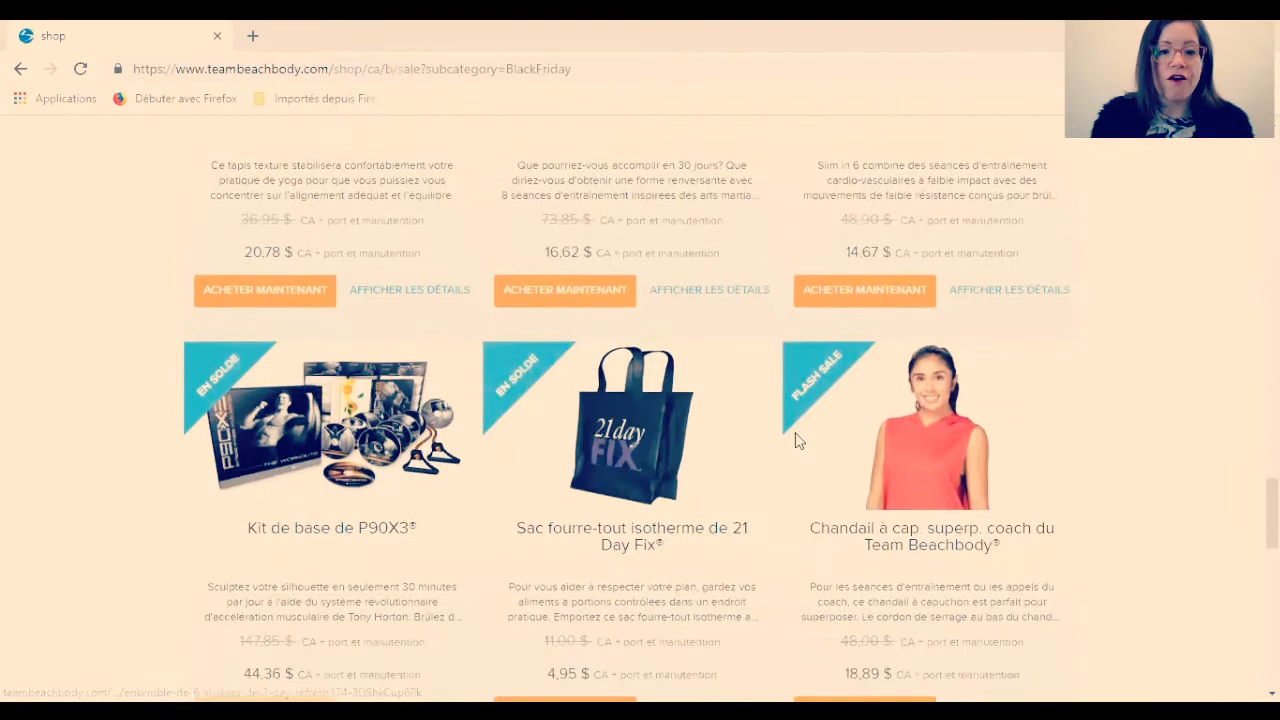 shop
https://www.teambeachbody.com/shop/ca/b/sale?subcategory=BlackFriday
Applications Débuter avec Firefox Importés depuis Fire
Ce tapis texturé stabilisera confortablement votre
pratique de yoga pour que vous puissiez vous
concentrer sur l'alignement adéquat et l'équilibre.
36,95 $ CA + port et manutention
20,78 $ CA + port et manutention
ACHETER MAINTENANT AFFICHER LES DÉTAILS
Que pourriez-vous accomplir en 30 jours? Que
diriez-vous d'obtenir une forme renversante avec
8 séances d'entraînement inspirées des arts martia...
73,85 $ CA + port et manutention
16,62 $ CA + port et manutention
ACHETER MAINTENANT AFFICHER LES DÉTAILS
Slim in 6 combine des séances d'entraînement
cardio-vasculaires à faible impact avec des
mouvements de faible résistance conçus pour brûl...
48,90 $ CA + port et manutention
14,67 $ CA + port et manutention
ACHETER MAINTENANT AFFICHER LES DÉTAILS
EN SOLDE
P90X3
THE WORKOUTS
Kit de base de P90X3®
Sculptez votre silhouette en seulement 30 minutes
par jour à l'aide du système révolutionnaire
d'accélération musculaire de Tony Horton. Brûlez d...
147,85 $ CA + port et manutention
44,36 $ CA + port et manutention
EN SOLDE
21day
FIX
Sac fourre-tout isotherme de 21
Day Fix®
Pour vous aider à respecter votre plan, gardez vos
aliments à portions contrôlées dans un endroit
pratique. Emportez ce sac fourre-tout isotherme a...
11,00 $ CA + port et manutention
4,95 $ CA + port et manutention
FLASH SALE
Chandail à cap. superp. coach du
Team Beachbody®
Pour les séances d'entraînement ou les appels du
coach, ce chandail à capuchon est parfait pour
superposer. Le cordon de serrage au bas du chand...
48,00 $ CA + port et manutention
18,89 $ CA + port et manutention